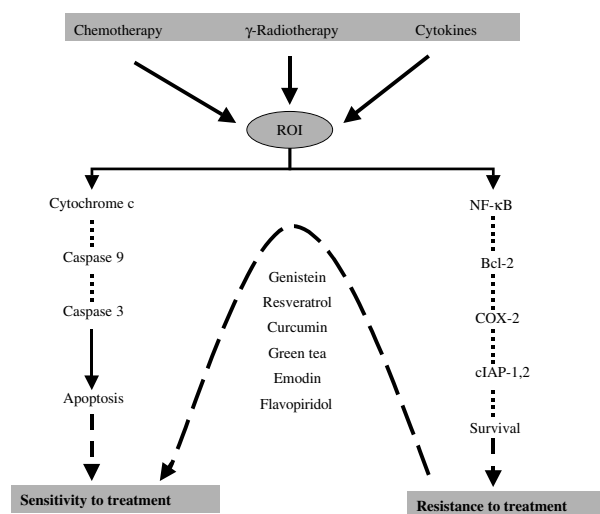 Chemotherapy γ-Radiotherapy Cytokines
ROI
Cytochrome c
Caspase 9
Caspase 3
Apoptosis
Sensitivity to treatment
Genistein
Resveratrol
Curcumin
Green tea
Emodin
Flavopiridol
NF-κB
Bcl-2
COX-2
cIAP-1,2
Survival
Resistance to treatment